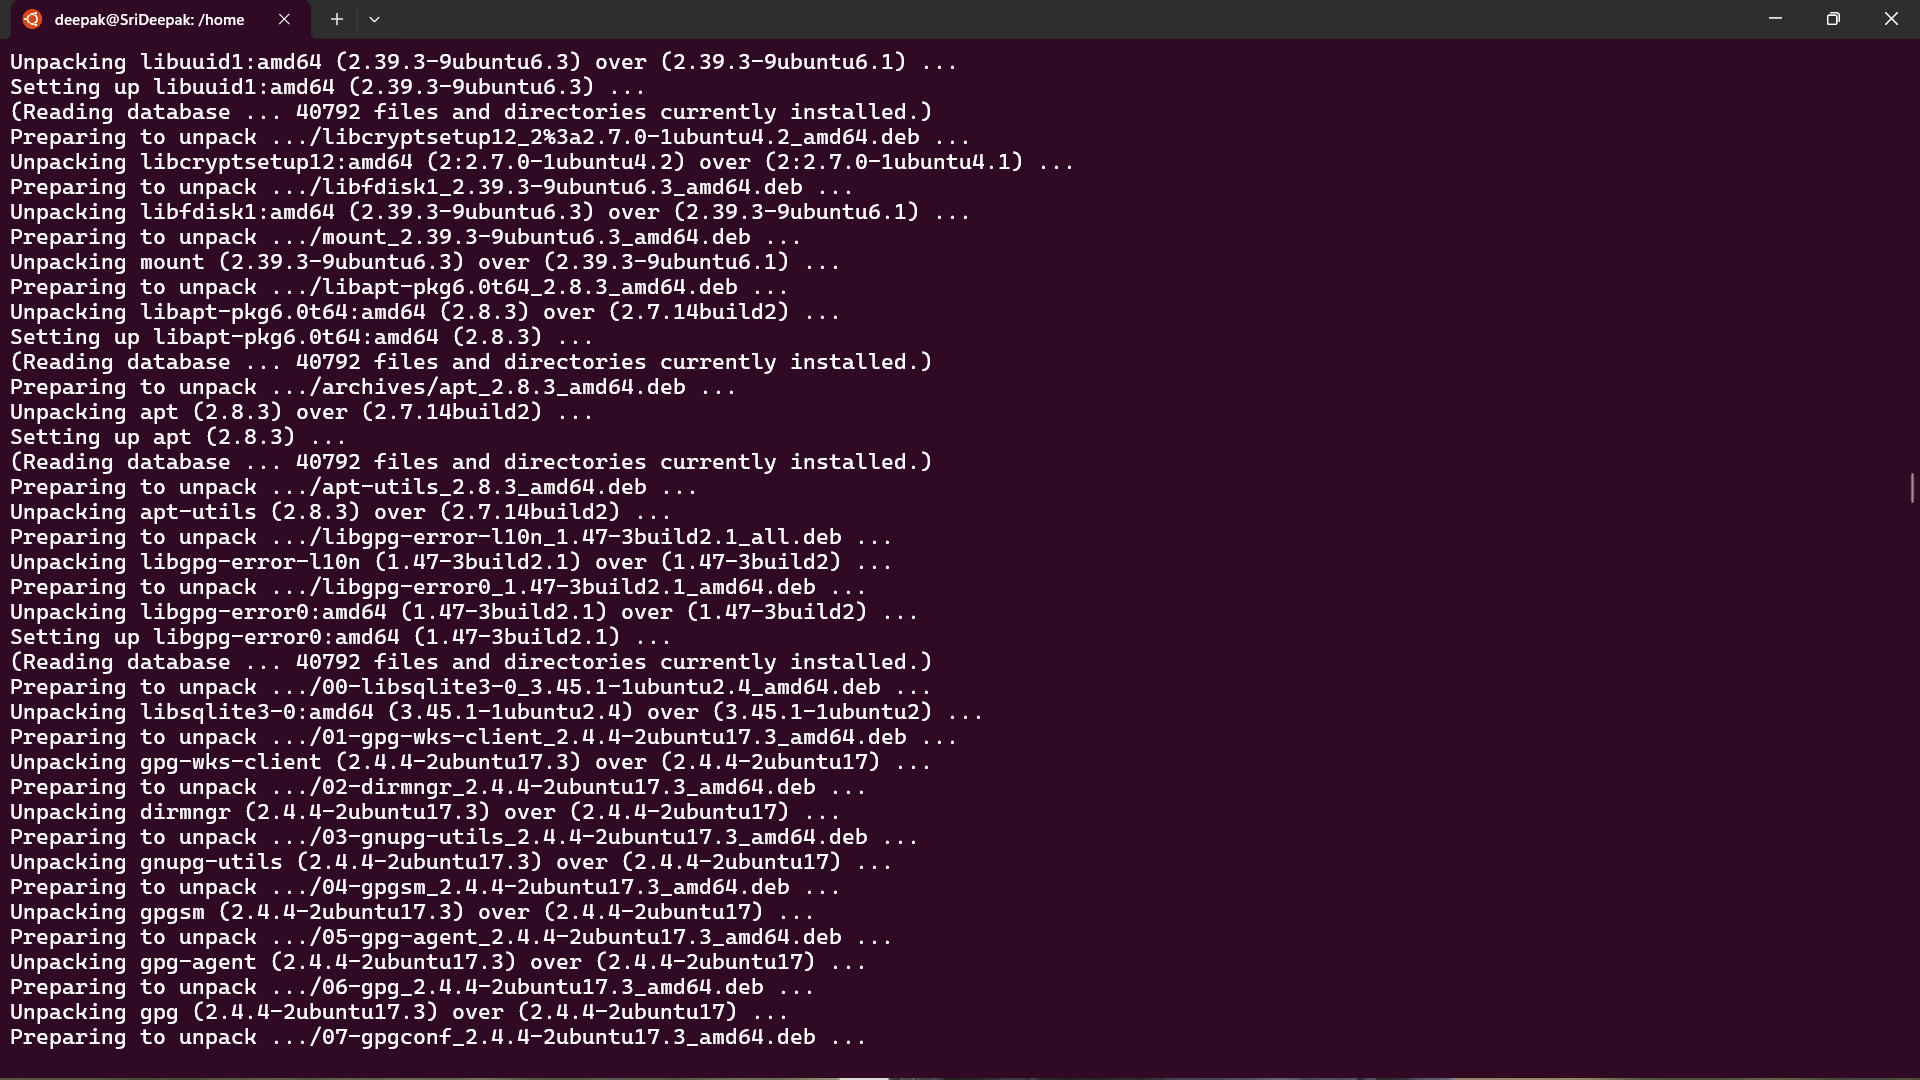 deepak@SriDeepak: /home
Unpacking libuuid1:amd64 (2.39.3-9ubuntu6.3) over (2.39.3-9ubuntu6.1) ...
Setting up libuuid1:amd64 (2.39.3-9ubuntu6.3) ...
(Reading database ... 40792 files and directories currently installed.)
Preparing to unpack .../libcryptsetup12_2%3a2.7.0-1ubuntu4.2_amd64.deb ...
Unpacking libcryptsetup12:amd64 (2:2.7.0-1ubuntu4.2) over (2:2.7.0-1ubuntu4.1) ...
Preparing to unpack .../libfdisk1_2.39.3-9ubuntu6.3_amd64.deb ...
Unpacking libfdisk1:amd64 (2.39.3-9ubuntu6.3) over (2.39.3-9ubuntu6.1) ...
Preparing to unpack .../mount_2.39.3-9ubuntu6.3_amd64.deb ...
Unpacking mount (2.39.3-9ubuntu6.3) over (2.39.3-9ubuntu6.1) ...
Preparing to unpack .../libapt-pkg6.0t64_2.8.3_amd64.deb ...
Unpacking libapt-pkg6.0t64:amd64 (2.8.3) over (2.7.14build2) ...
Setting up libapt-pkg6.0t64:amd64 (2.8.3) ...
(Reading database ... 40792 files and directories currently installed.)
Preparing to unpack .../archives/apt_2.8.3_amd64.deb ...
Unpacking apt (2.8.3) over (2.7.14build2) ...
Setting up apt (2.8.3) ...
(Reading database ... 40792 files and directories currently installed.)
Preparing to unpack .../apt-utils_2.8.3_amd64.deb ...
Unpacking apt-utils (2.8.3) over (2.7.14build2) ...
Preparing to unpack .../libgpg-error-l10n_1.47-3build2.1_all.deb ...
Unpacking libgpg-error-l10n (1.47-3build2.1) over (1.47-3build2) ...
Preparing to unpack .../libgpg-error0_1.47-3build2.1_amd64.deb ...
Unpacking libgpg-error0:amd64 (1.47-3build2.1) over (1.47-3build2) ...
Setting up libgpg-error0:amd64 (1.47-3build2.1) ...
(Reading database ... 40792 files and directories currently installed.)
Preparing to unpack .../00-libsqlite3-0_3.45.1-1ubuntu2.4_amd64.deb ...
Unpacking libsqlite3-0:amd64 (3.45.1-1ubuntu2.4) over (3.45.1-1ubuntu2) ...
Preparing to unpack .../01-gpg-wks-client_2.4.4-2ubuntu17.3_amd64.deb ...
Unpacking gpg-wks-client (2.4.4-2ubuntu17.3) over (2.4.4-2ubuntu17) ...
Preparing to unpack .../02-dirmngr_2.4.4-2ubuntu17.3_amd64.deb ...
Unpacking dirmngr (2.4.4-2ubuntu17.3) over (2.4.4-2ubuntu17) ...
Preparing to unpack .../03-gnupg-utils_2.4.4-2ubuntu17.3_amd64.deb ...
Unpacking gnupg-utils (2.4.4-2ubuntu17.3) over (2.4.4-2ubuntu17) ...
Preparing to unpack .../04-gpgsm_2.4.4-2ubuntu17.3_amd64.deb ...
Unpacking gpgsm (2.4.4-2ubuntu17.3) over (2.4.4-2ubuntu17) ...
Preparing to unpack .../05-gpg-agent_2.4.4-2ubuntu17.3_amd64.deb ...
Unpacking gpg-agent (2.4.4-2ubuntu17.3) over (2.4.4-2ubuntu17) ...
Preparing to unpack .../06-gpg_2.4.4-2ubuntu17.3_amd64.deb ...
Unpacking gpg (2.4.4-2ubuntu17.3) over (2.4.4-2ubuntu17) ...
Preparing to unpack .../07-gpgconf_2.4.4-2ubuntu17.3_amd64.deb ...